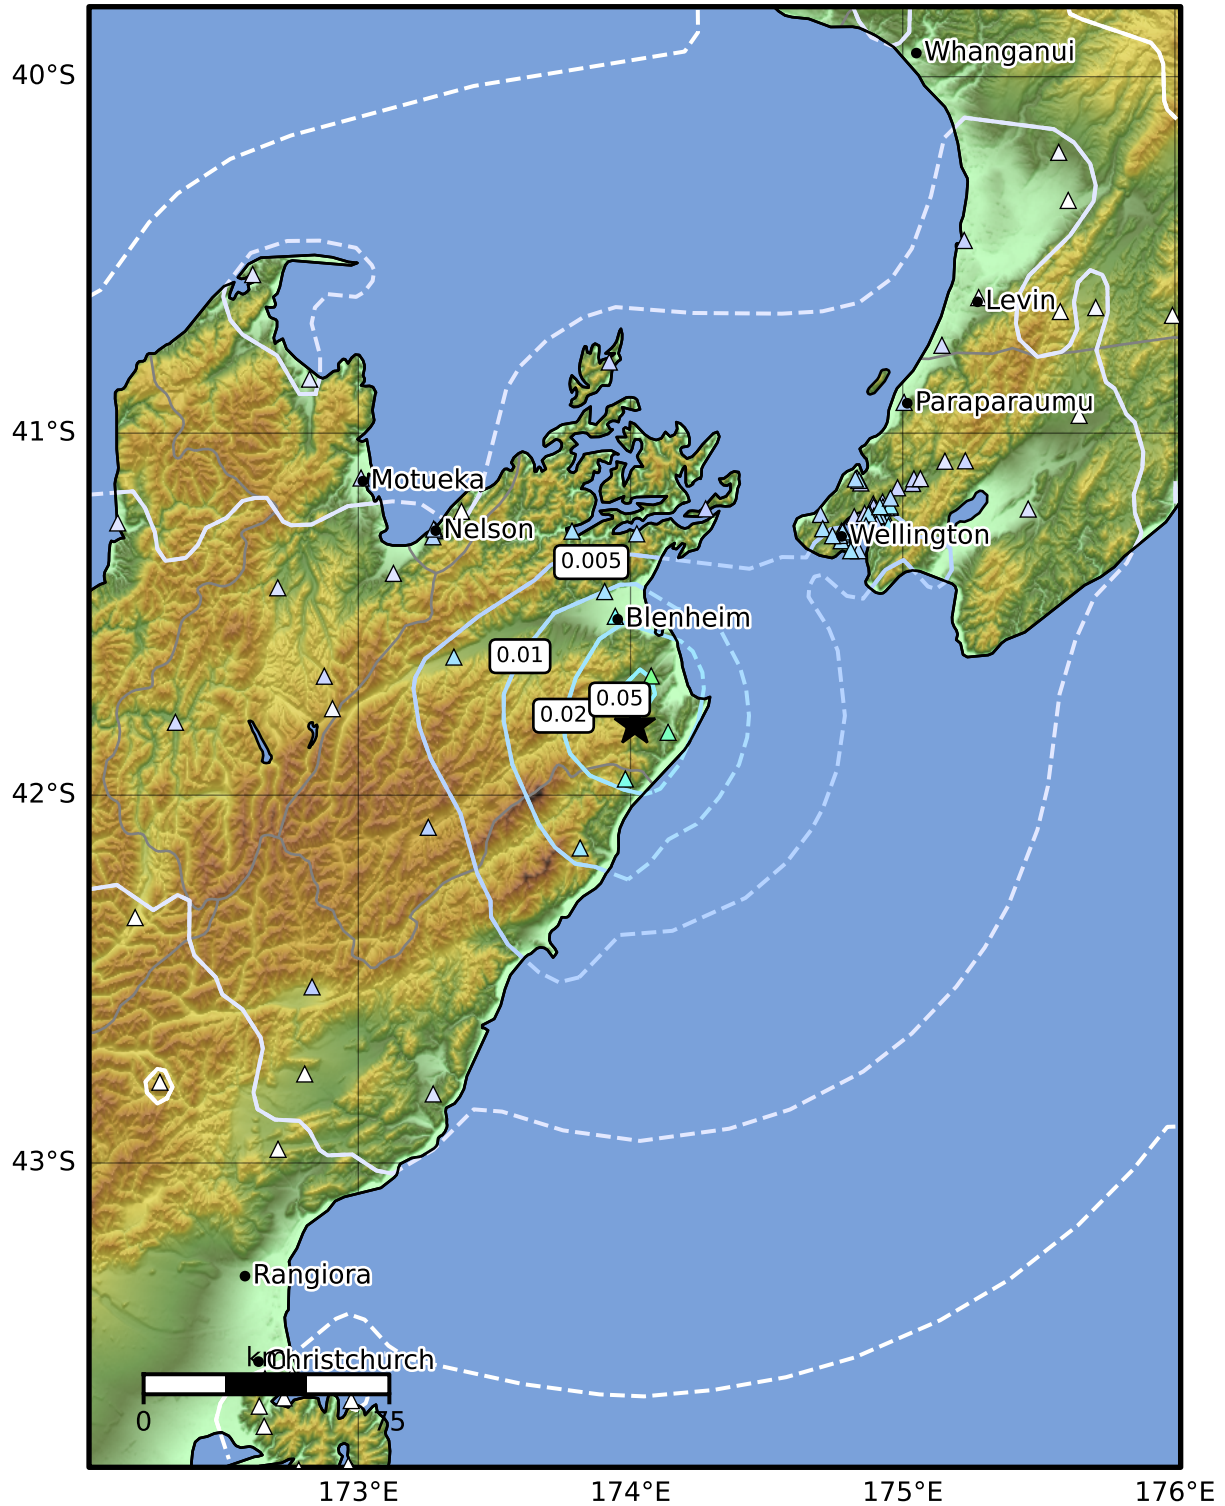 Whanganui
40°S
Levin
Paraparaumu
41°S
Motueka
Nelson
Wellington
0.005
Blenheim
0.01
0.05
0.02
42°S
43°S
Rangiora
km
Christchurch
0
75
173°E
174°E
175°E
176°E